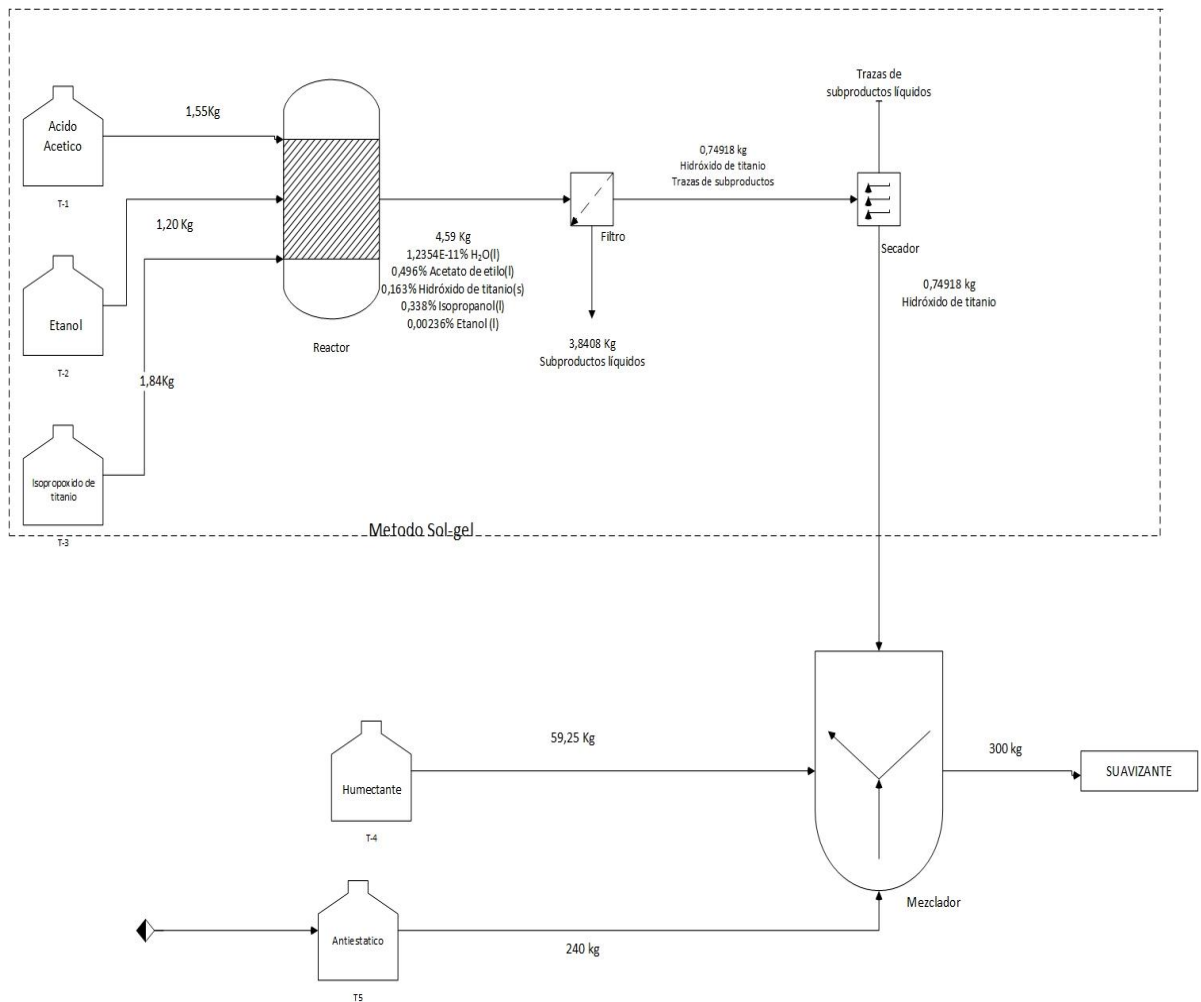 Acido
Acetico
T-1
1,55Kg
Etanol
T-2
1,20 Kg
Isopropoxido de
titanio
T-3
1,84Kg
Reactor
4,59 Kg
1,2354E-11% H₂O(l)
0,496% Acetato de etilo(l)
0,163% Hidróxido de titanio(s)
0,338% Isopropanol(l)
0,00236% Etanol (l)
Filtro
3,8408 Kg
Subproductos líquidos
0,74918 kg
Hidróxido de titanio
Trazas de subproductos
Trazas de
subproductos líquidos
Secador
0,74918 kg
Hidróxido de titanio
Metodo Sol-gel
Humectante
T-4
59,25 Kg
300 kg
SUAVIZANTE
Mezclador
Antiestatico
T5
240 kg